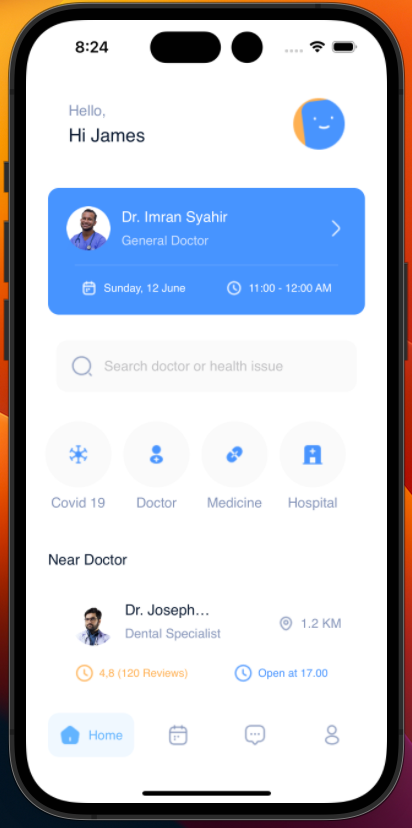 8:24
Hello,
Hi James
Dr. Imran Syahir
General Doctor
Sunday, 12 June
11:00 - 12:00 AM
Search doctor or health issue
Covid 19
Doctor
Medicine
Hospital
Near Doctor
Dr. Joseph...
1.2 KM
Dental Specialist
4,8 (120 Reviews)
Open at 17.00
Home